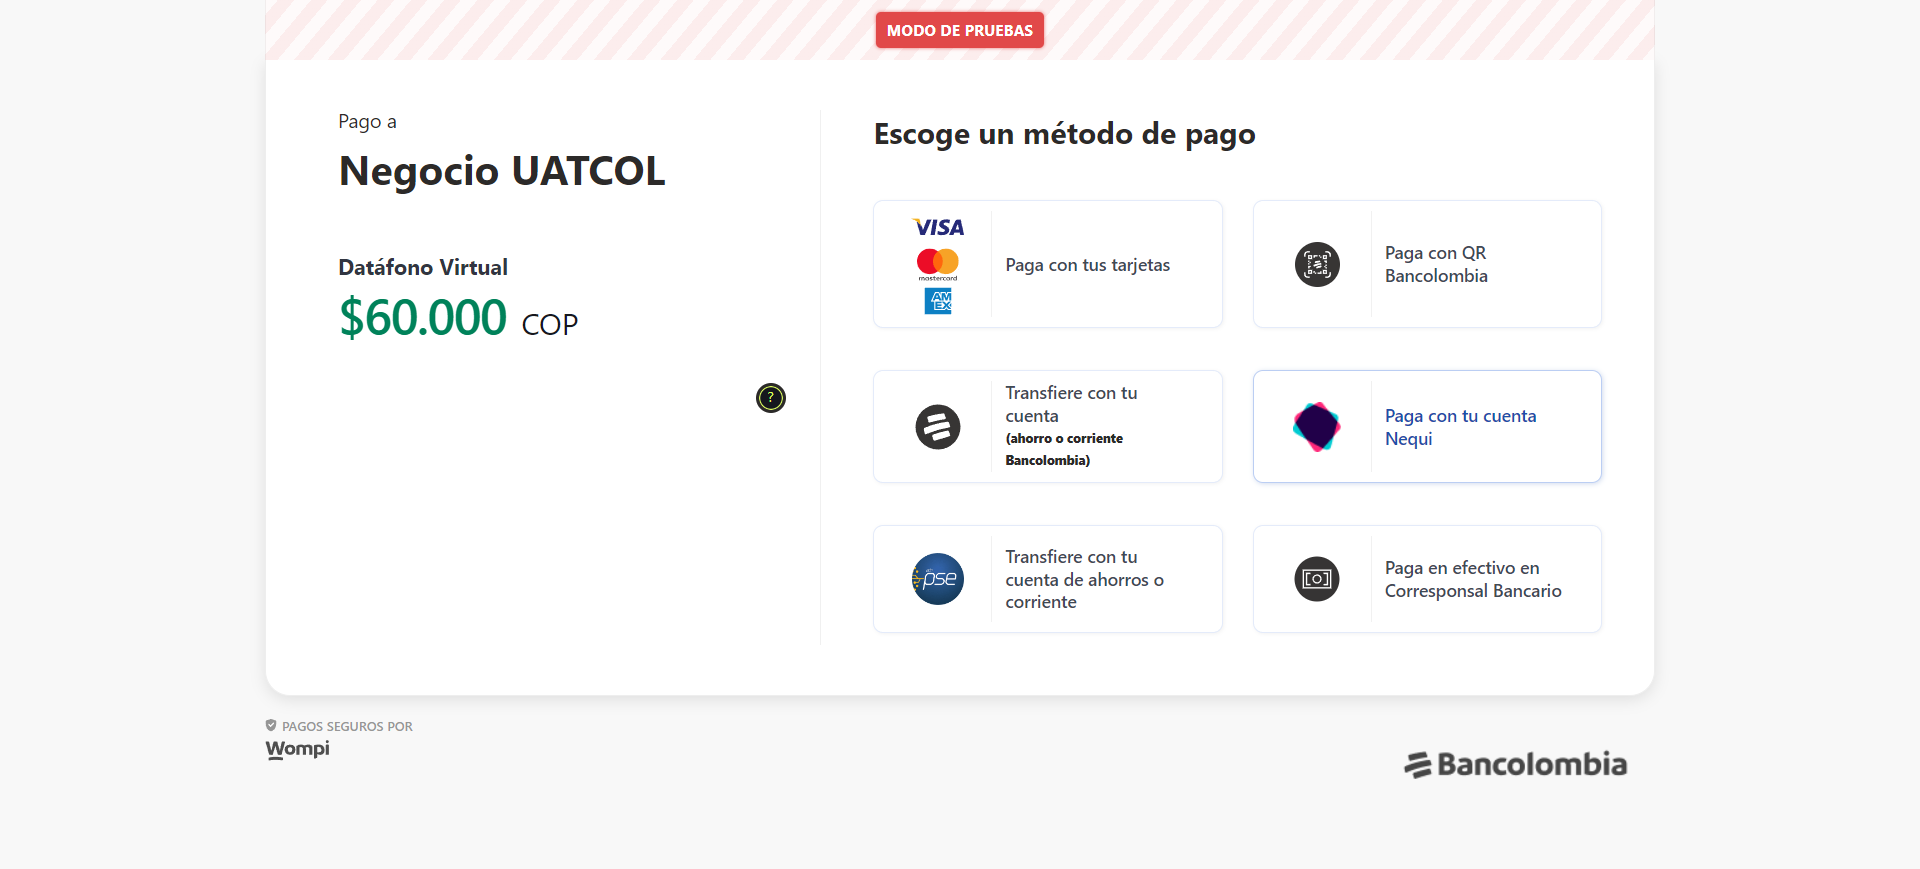 MODO DE PRUEBAS
Pago a
Negocio UATCOL
Datáfono Virtual
$60.000 COP
?
Escoge un método de pago
VISA
mastercard
AM
EX
Paga con tus tarjetas
Paga con QR
Bancolombia
Transfiere con tu
cuenta
(ahorro o corriente
Bancolombia)
Paga con tu cuenta
Nequi
pse
Transfiere con tu
cuenta de ahorros o
corriente
Paga en efectivo en
Corresponsal Bancario
PAGOS SEGUROS POR
Wompi
Bancolombia